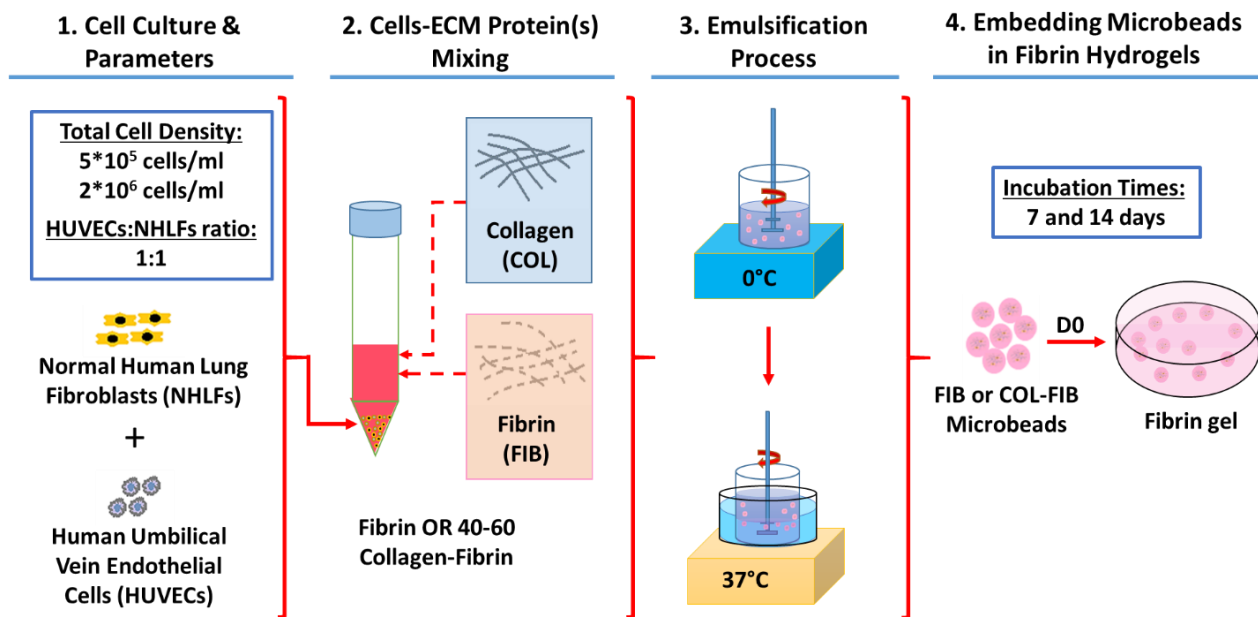 1. Cell Culture &
Parameters
Total Cell Density:
5*10⁵ cells/ml
2*10⁶ cells/ml
HUVECs:NHLFs ratio:
1:1
Normal Human Lung
Fibroblasts (NHLFs)
+
Human Umbilical
Vein Endothelial
Cells (HUVECs)
2. Cells-ECM Protein(s)
Mixing
Collagen
(COL)
Fibrin
(FIB)
Fibrin OR 40-60
Collagen-Fibrin
3. Emulsification
Process
0°C
37°C
4. Embedding Microbeads
in Fibrin Hydrogels
Incubation Times:
7 and 14 days
D0
FIB or COL-FIB
Microbeads
Fibrin gel